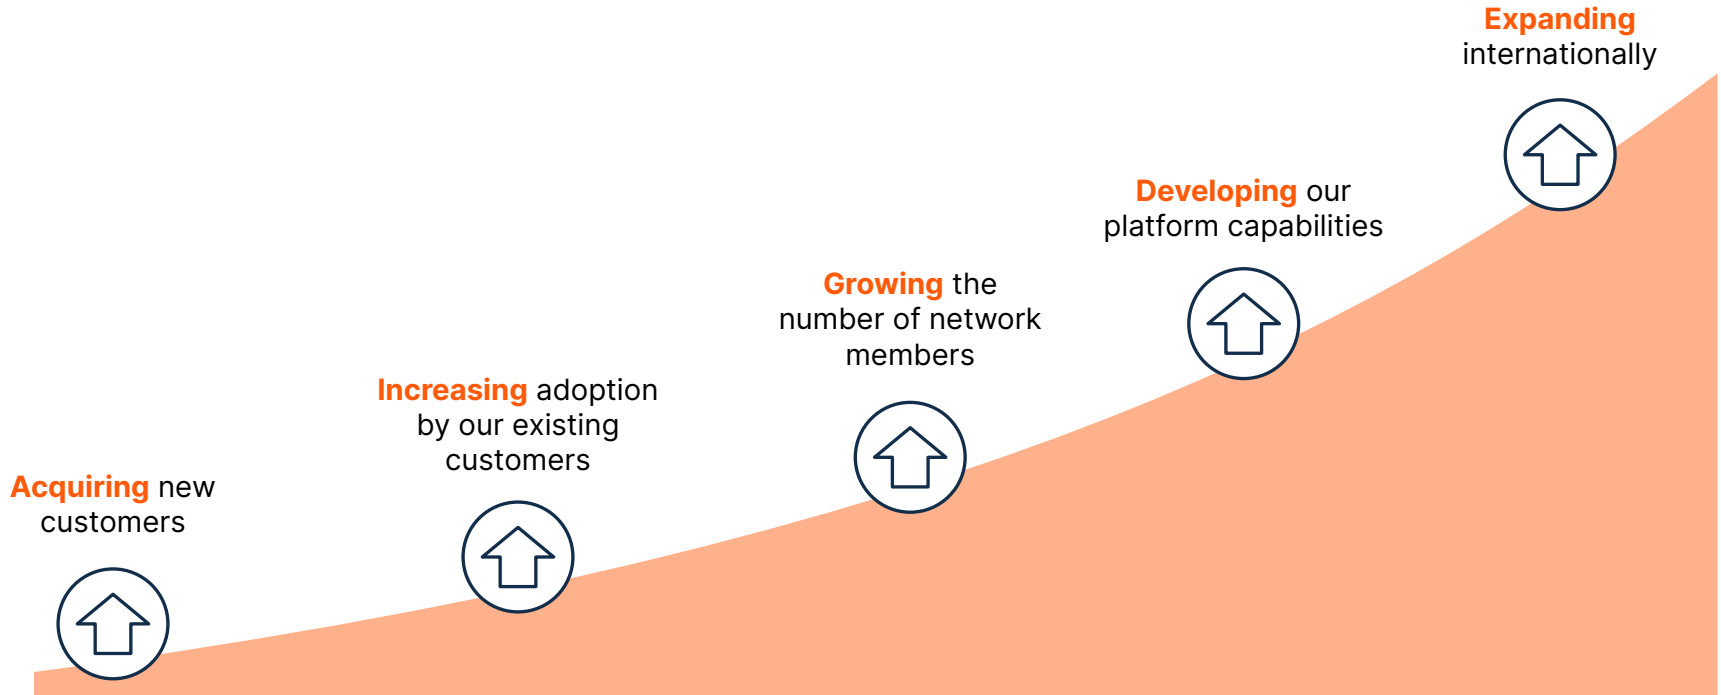 Acquiring new
customers
Increasing adoption
by our existing
customers
Growing the
number of network
members
Developing our
platform capabilities
Expanding
internationally